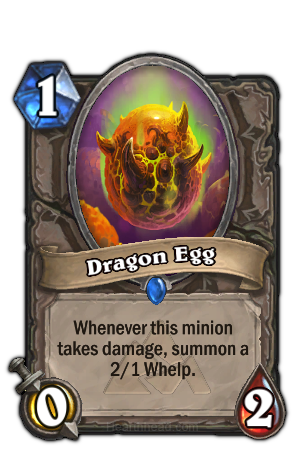 1
Dragon Egg
Whenever this minion
takes damage, summon a
2/1 Whelp.
0
2